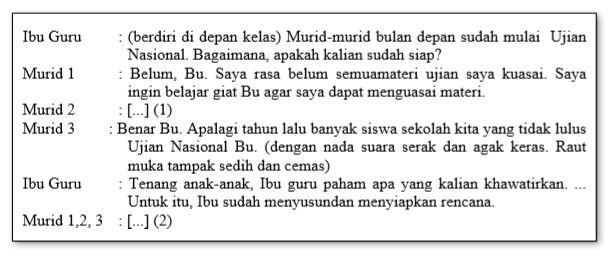 Ibu Guru : (berdiri di depan kelas) Murid-murid bulan depan sudah mulai Ujian
Nasional. Bagaimana, apakah kalian sudah siap?
Murid 1 : Belum, Bu. Saya rasa belum semuamateri ujian saya kuasai. Saya
ingin belajar giat Bu agar saya dapat menguasai materi.
Murid 2 : [...] (1)
Murid 3 : Benar Bu. Apalagi tahun lalu banyak siswa sekolah kita yang tidak lulus
Ujian Nasional Bu. (dengan nada suara serak dan agak keras. Raut
muka tampak sedih dan cemas)
Ibu Guru : Tenang anak-anak, Ibu guru paham apa yang kalian khawatirkan. ...
Untuk itu, Ibu sudah menyusundan menyiapkan rencana.
Murid 1,2, 3 : [...] (2)